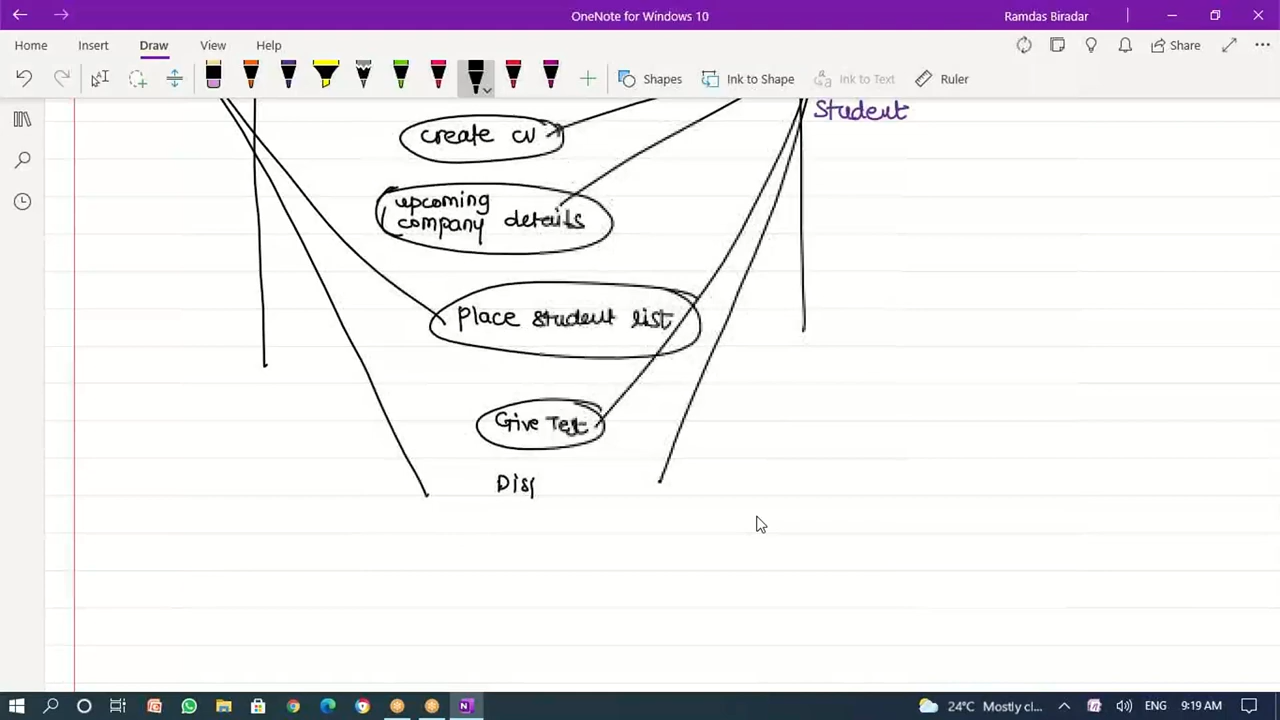 OneNote for Windows 10
Ramdas Biradar
Home Insert Draw View Help
Share
Shapes
Ink to Shape
Ink to Text
Ruler
Student
create cv
upcoming
company details
Place student list
Give Test
Disp
24°C Mostly cl...
ENG
9:19 AM